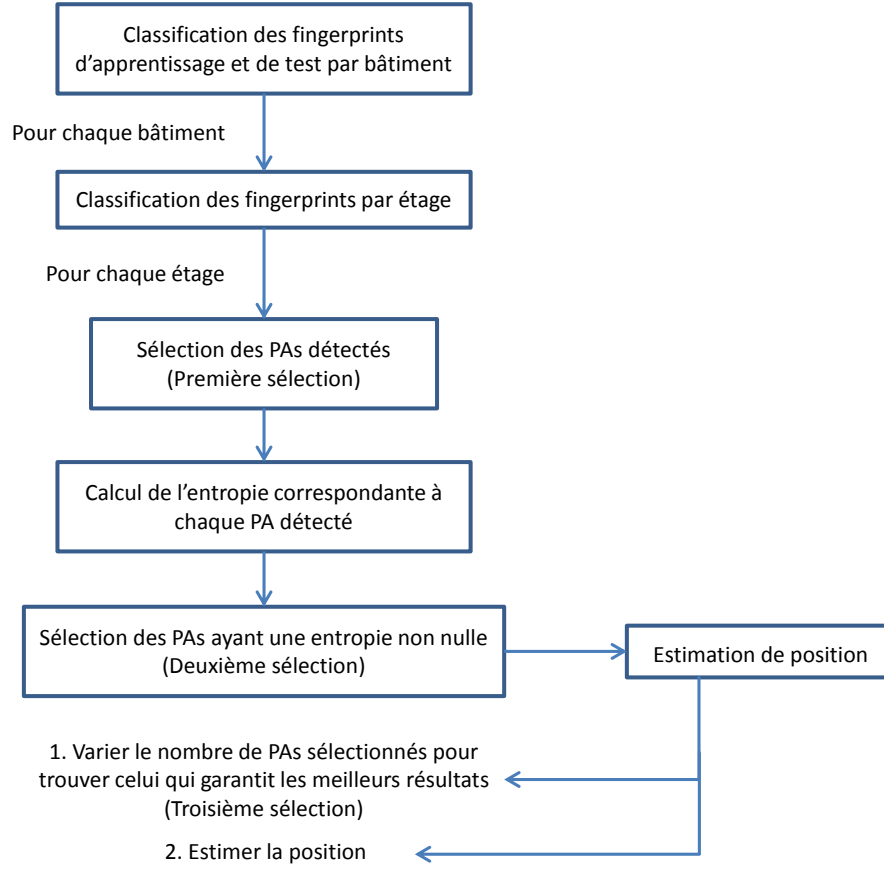 Classification des fingerprints
d’apprentissage et de test par bâtiment
Pour chaque bâtiment
Classification des fingerprints par étage
Pour chaque étage
Sélection des PAs détectés
(Première sélection)
Calcul de l’entropie correspondante à
chaque PA détecté
Sélection des PAs ayant une entropie non nulle
(Deuxième sélection)
Estimation de position
1. Varier le nombre de PAs sélectionnés pour
trouver celui qui garantit les meilleurs résultats
(Troisième sélection)
2. Estimer la position